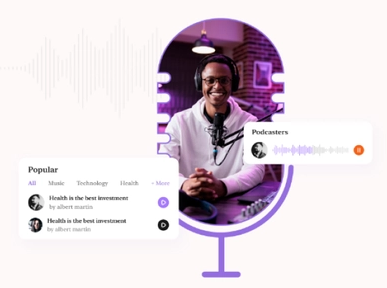 Podcasters
Popular
All Music Technology Health + More
Health is the best investment
by albert martin
D
Health is the best investment
by albert martin
D